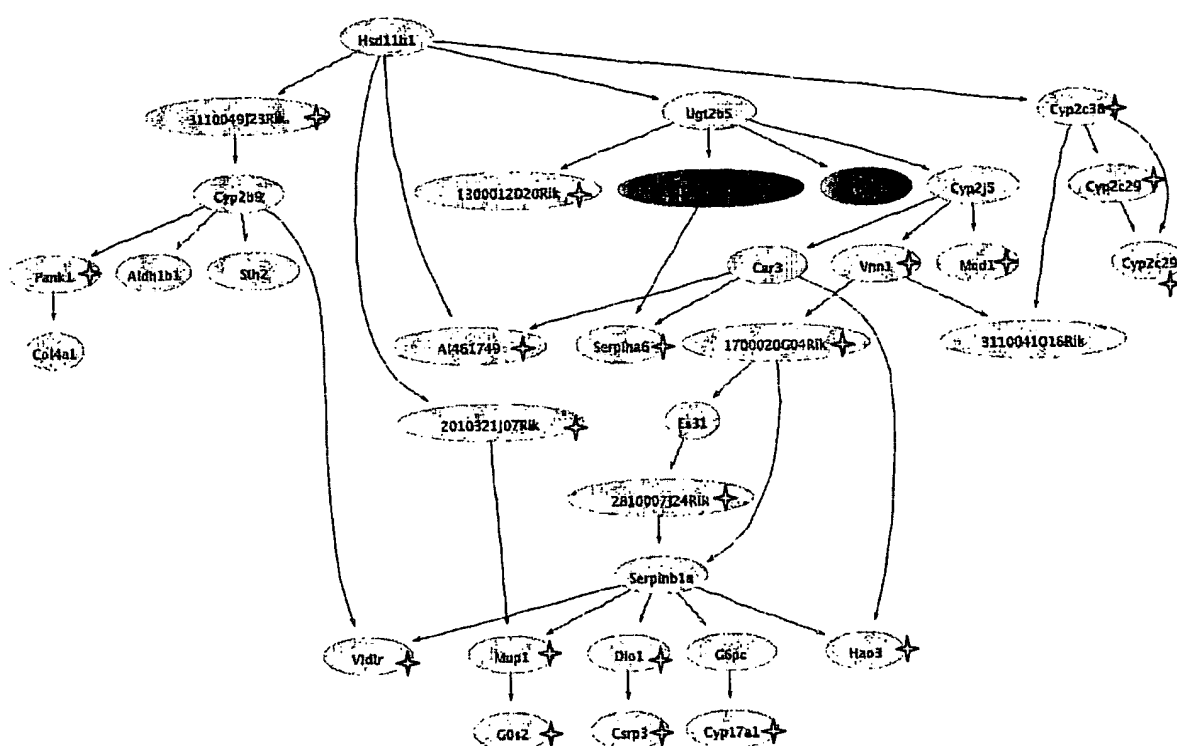 Hsd11b1
3110049J23Rik
Ugt2b5
Cyp2c38
Cyp2b9
1300012D20Rik
Cyp2j5
Cyp2c29
Pank1
Aldh1b1
Sth2
Car3
Vnn1
Mod1
Cyp2c29
Col4a1
AI461749
Serpina6
1700020G04Rik
3110041O16Rik
2010321J07Rik
Es31
2810007J24Rik
Serpinb1a
Vldlr
Mup1
Dio1
G6pc
Hao3
G0s2
Csrp3
Cyp17a1